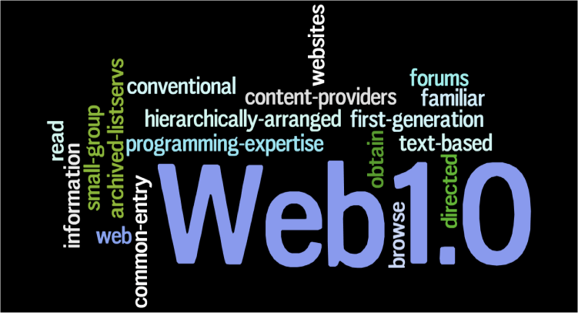 websites
conventional
forums
content-providers
familiar
archived-listservs
hierarchically-arranged
first-generation
read
small-group
programming-expertise
obtain
text-based
information
directed
web
common-entry
Web1.0
browse